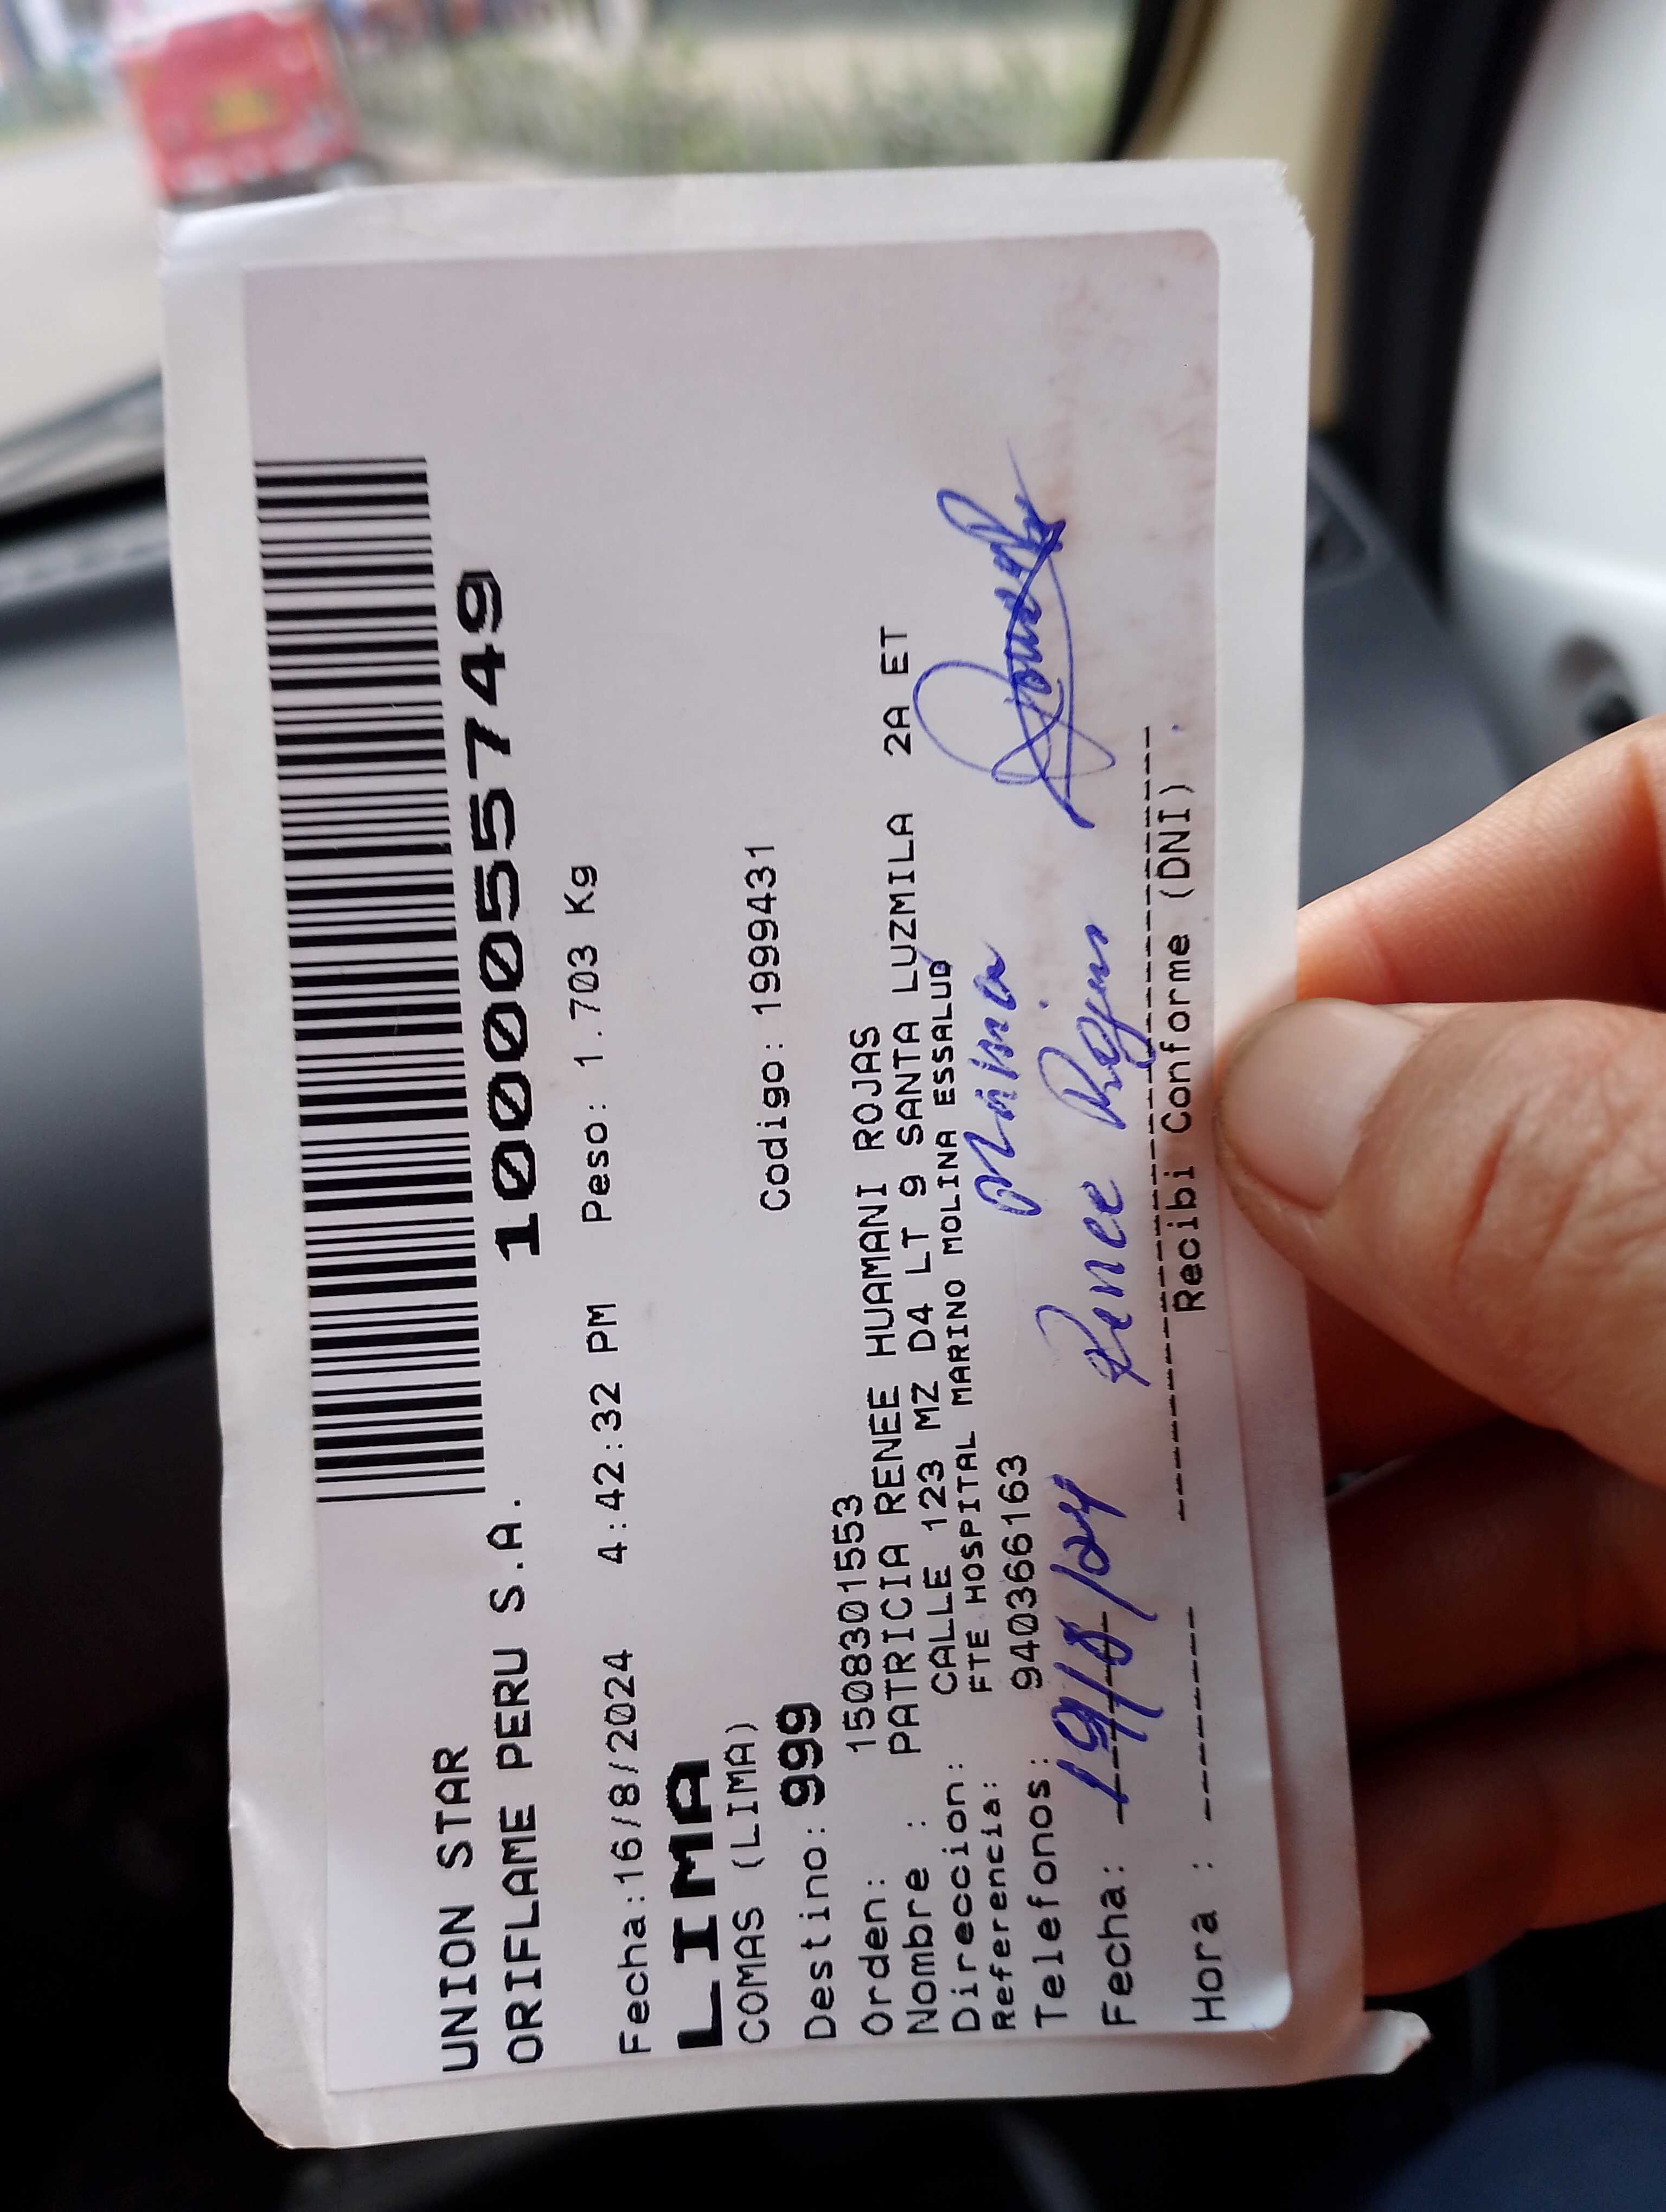 UNION STAR
ORIFLAME PERU S.A. 1000055749
Fecha:16/8/2024 4:42:32 PM Peso: 1.703 Kg
LIMA
COMAS (LIMA)
Destino: 999 Codigo: 1999431
Orden: 150830 1553
Nombre : PATRICIA RENEE HUAMANI ROJAS
Direccion: CALLE 123 MZ D4 LT 9 SANTA LUZMILA 2A ET
Referencia: FTE HOSPITAL MARINO MOLINA ESSALUD
Telefonos: 940366163
Fecha: 19/8/24 Renee Rojas
Hora :
Recibi Conforme (DNI)